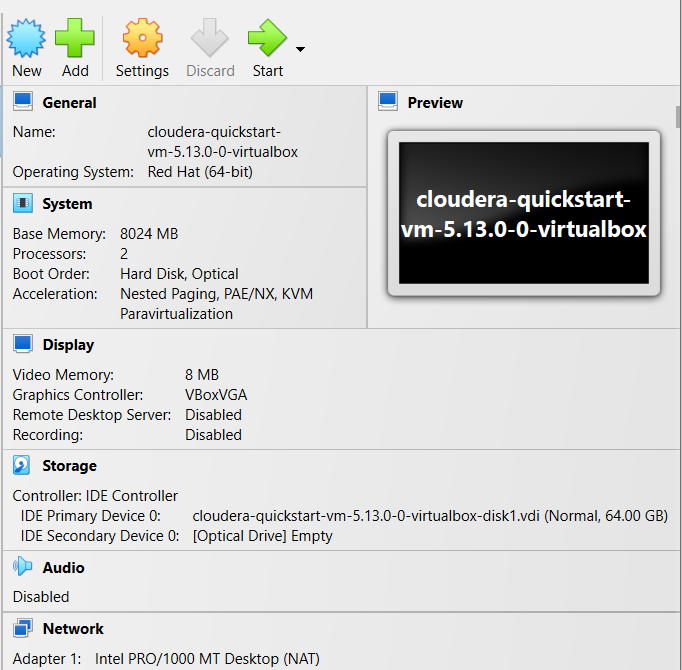 New Add Settings Discard Start
General
Name: cloudera-quickstart-
vm-5.13.0-0-virtualbox
Operating System: Red Hat (64-bit)
Preview
cloudera-quickstart-
vm-5.13.0-0-virtualbox
System
Base Memory: 8024 MB
Processors: 2
Boot Order: Hard Disk, Optical
Acceleration: Nested Paging, PAE/NX, KVM
Paravirtualization
Display
Video Memory: 8 MB
Graphics Controller: VBoxVGA
Remote Desktop Server: Disabled
Recording: Disabled
Storage
Controller: IDE Controller
IDE Primary Device 0: cloudera-quickstart-vm-5.13.0-0-virtualbox-disk1.vdi (Normal, 64.00 GB)
IDE Secondary Device 0: [Optical Drive] Empty
Audio
Disabled
Network
Adapter 1: Intel PRO/1000 MT Desktop (NAT)